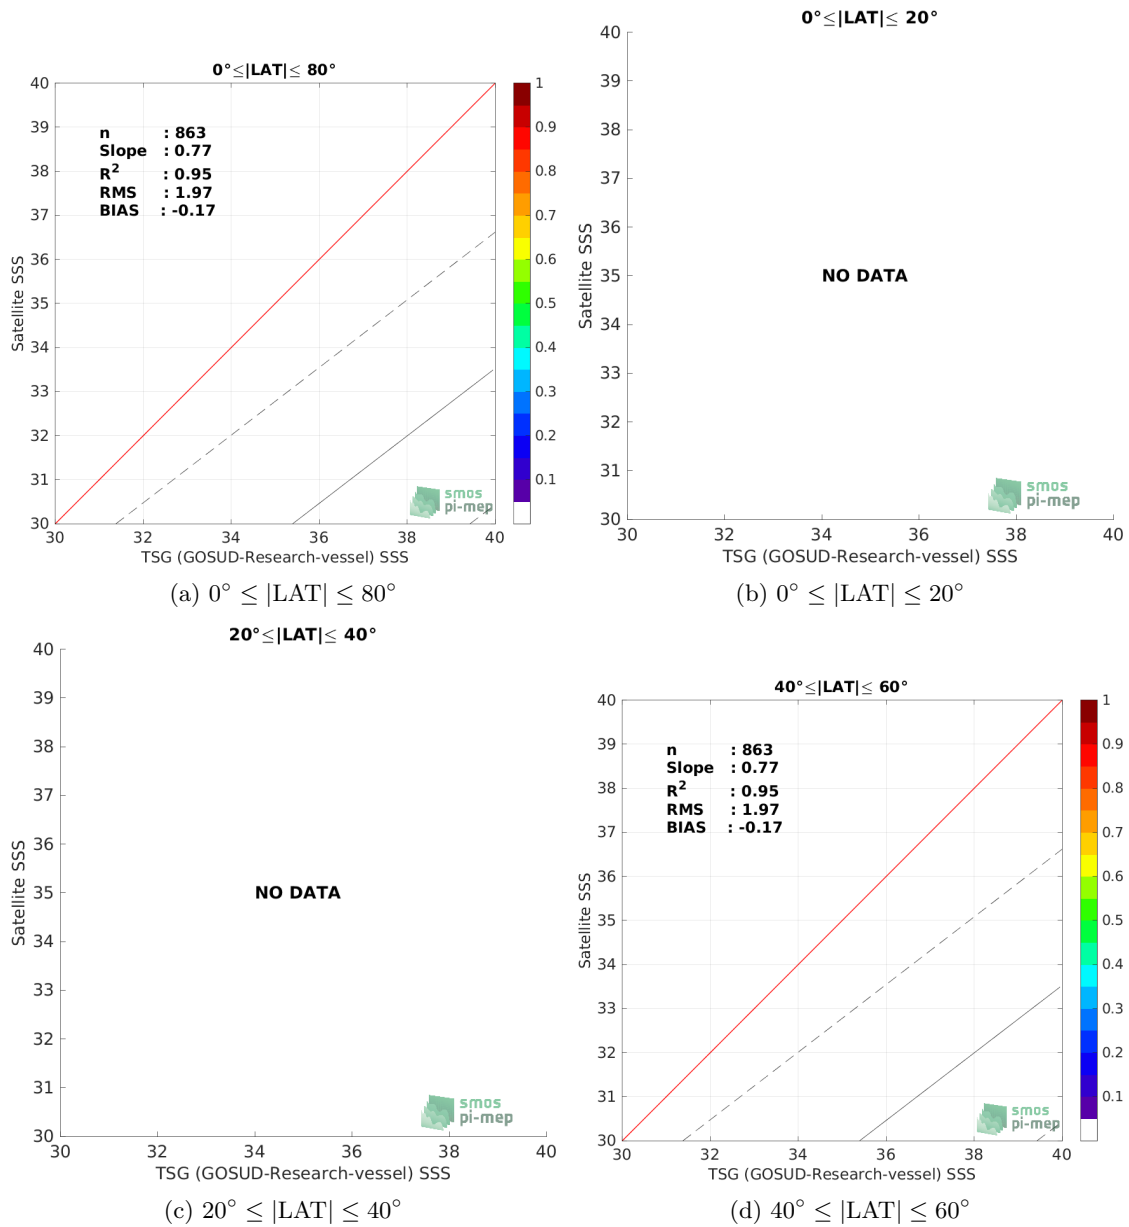 0°≤|LAT|≤ 80°
40
39
38
37
36
35
34
33
32
31
30
Satellite SSS
n : 863
Slope : 0.77
R² : 0.95
RMS : 1.97
BIAS : -0.17
smos
pi-mep
30 32 34 36 38 40
TSG (GOSUD-Research-vessel) SSS
1
0.9
0.8
0.7
0.6
0.5
0.4
0.3
0.2
0.1
(a) 0° ≤ |LAT| ≤ 80°
0°≤|LAT|≤ 20°
40
39
38
37
36
35
34
33
32
31
30
Satellite SSS
NO DATA
smos
pi-mep
30 32 34 36 38 40
TSG (GOSUD-Research-vessel) SSS
(b) 0° ≤ |LAT| ≤ 20°
20°≤|LAT|≤ 40°
40
39
38
37
36
35
34
33
32
31
30
Satellite SSS
NO DATA
smos
pi-mep
30 32 34 36 38 40
TSG (GOSUD-Research-vessel) SSS
(c) 20° ≤ |LAT| ≤ 40°
40°≤|LAT|≤ 60°
40
39
38
37
36
35
34
33
32
31
30
Satellite SSS
n : 863
Slope : 0.77
R² : 0.95
RMS : 1.97
BIAS : -0.17
smos
pi-mep
30 32 34 36 38 40
TSG (GOSUD-Research-vessel) SSS
1
0.9
0.8
0.7
0.6
0.5
0.4
0.3
0.2
0.1
(d) 40° ≤ |LAT| ≤ 60°